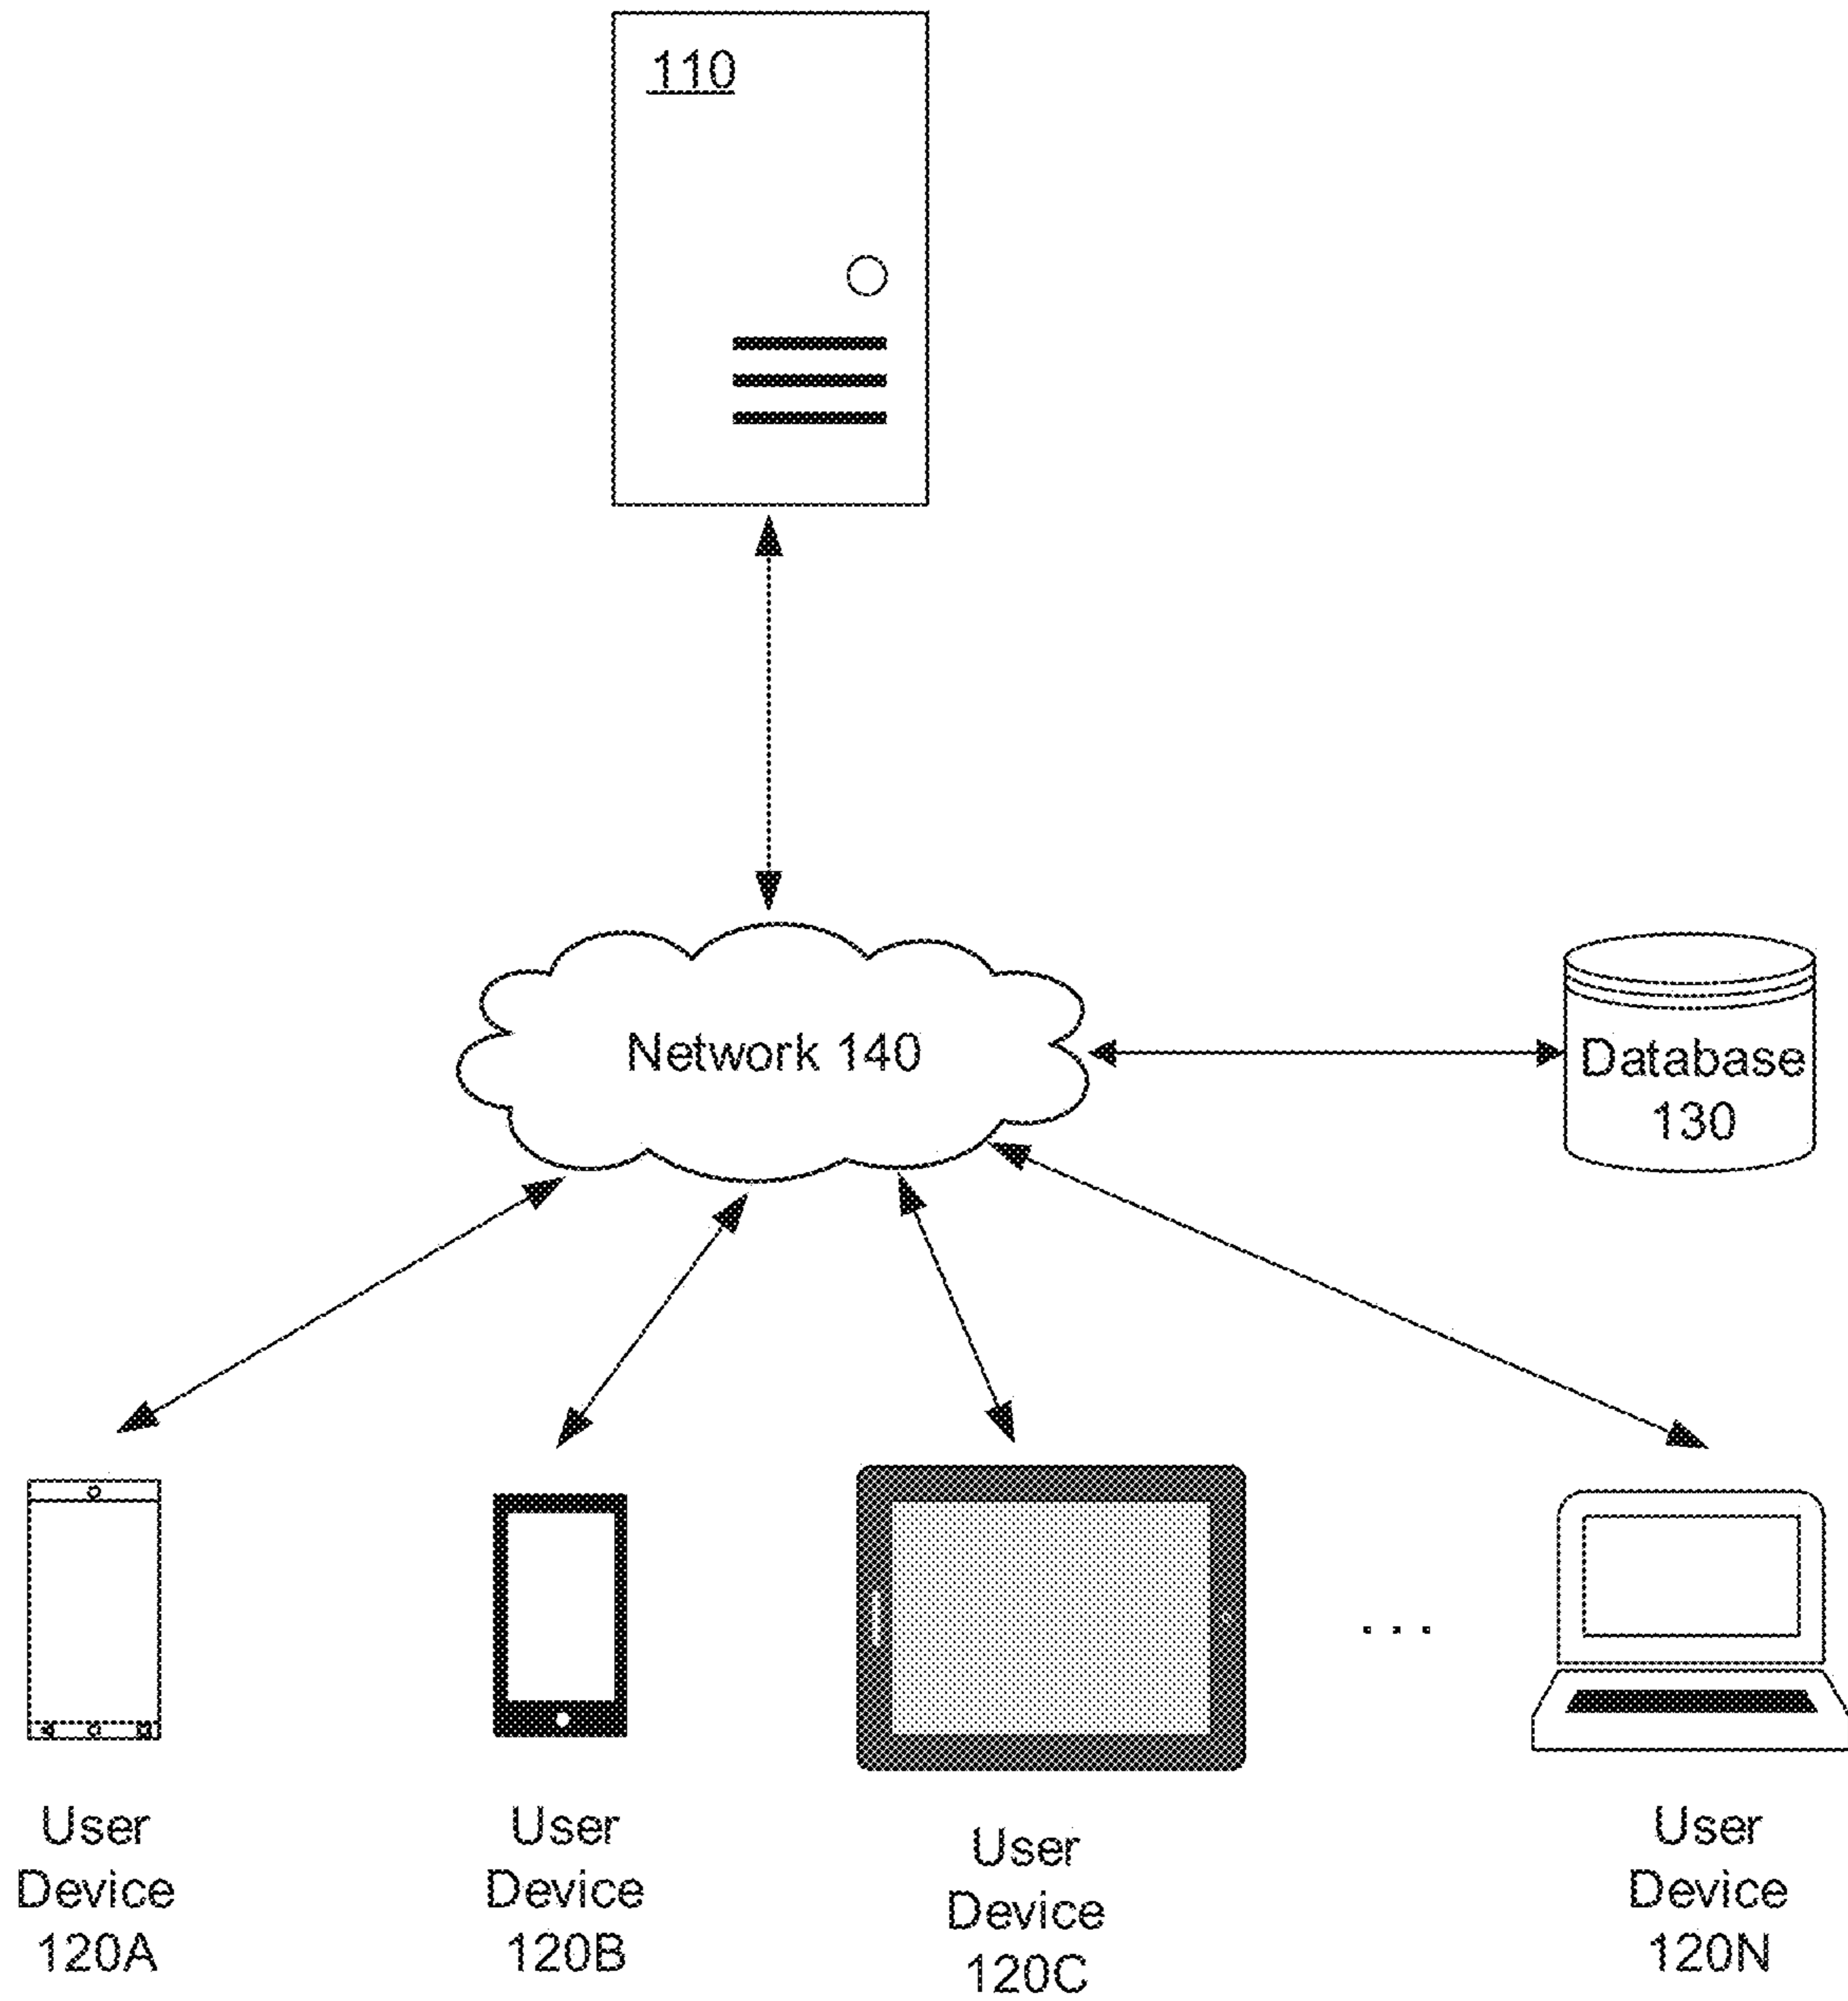 110
Network 140
Database
130
User
Device
120A
User
Device
120B
User
Device
120C
...
User
Device
120N